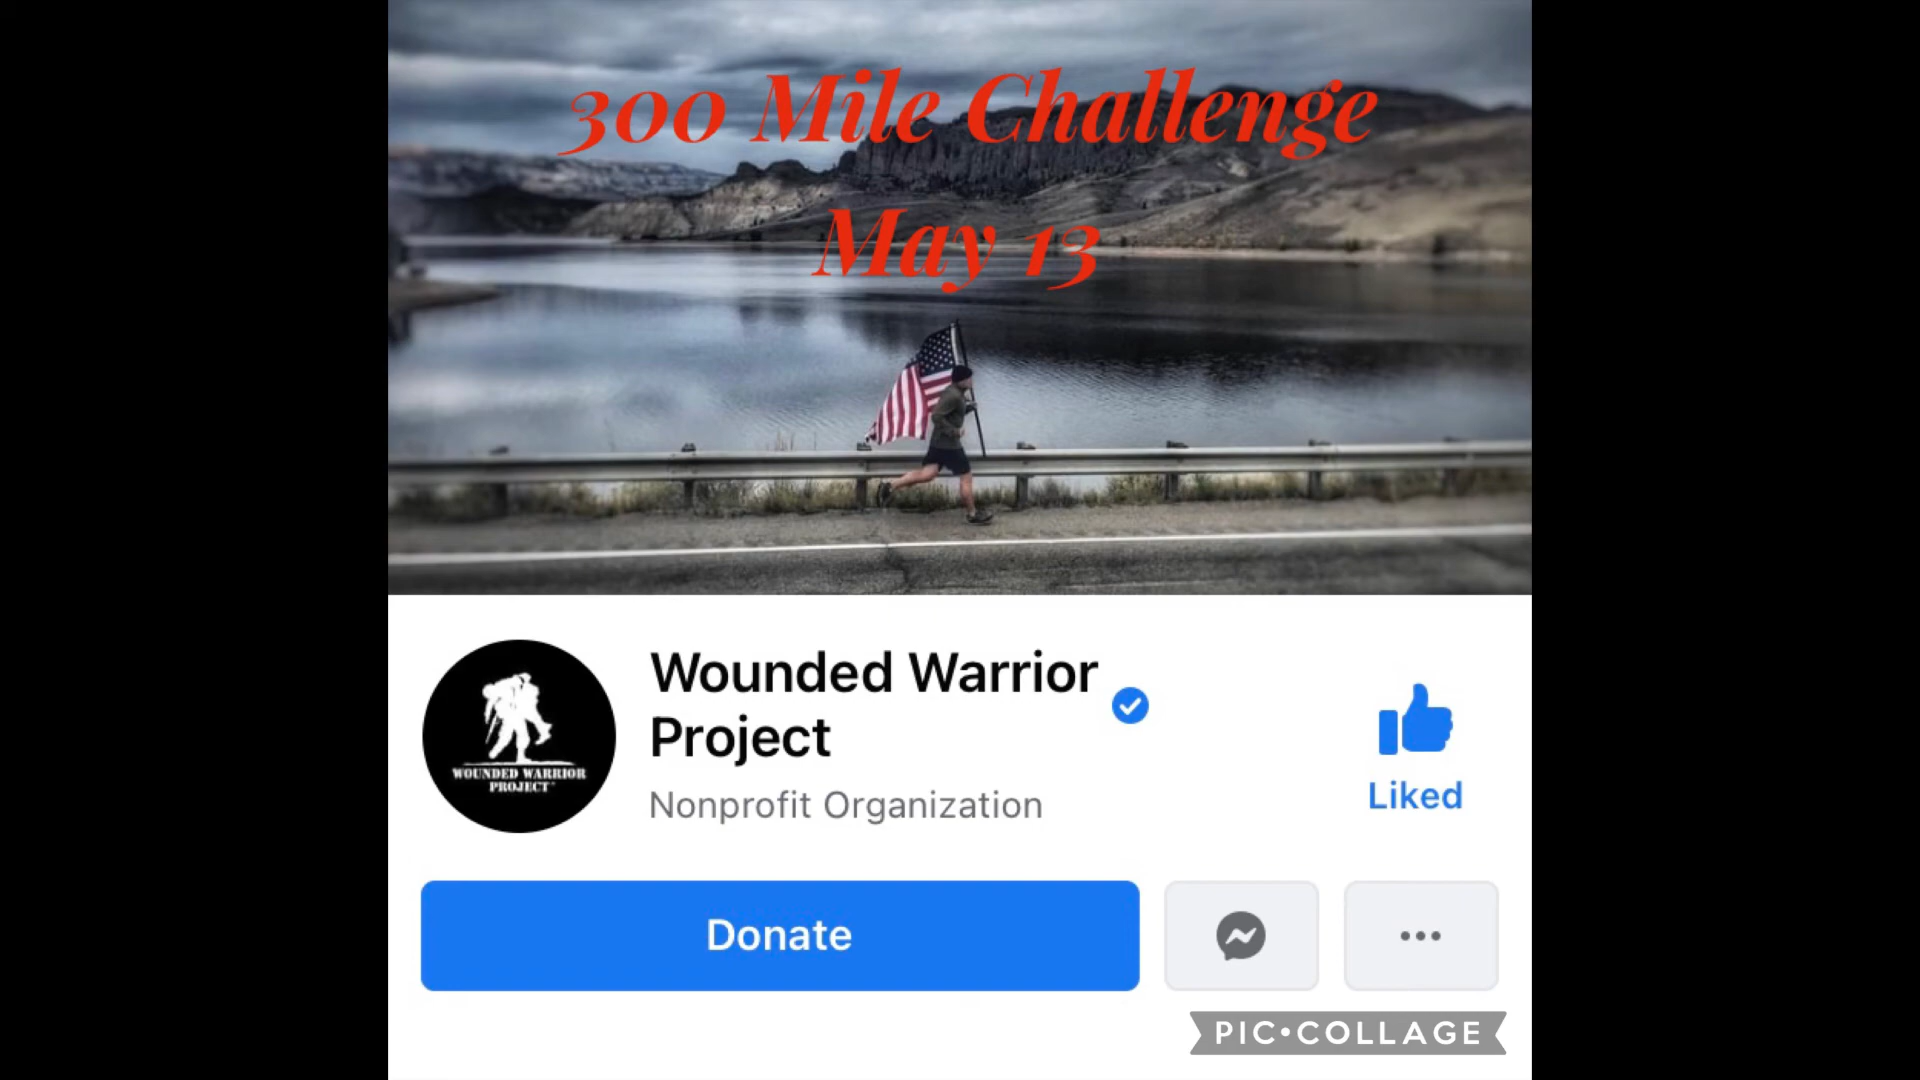 300 Mile Challenge
May 13
Wounded Warrior
Project
WOUNDED WARRIOR
PROJECT
Nonprofit Organization
Liked
Donate
PIC•COLLAGE